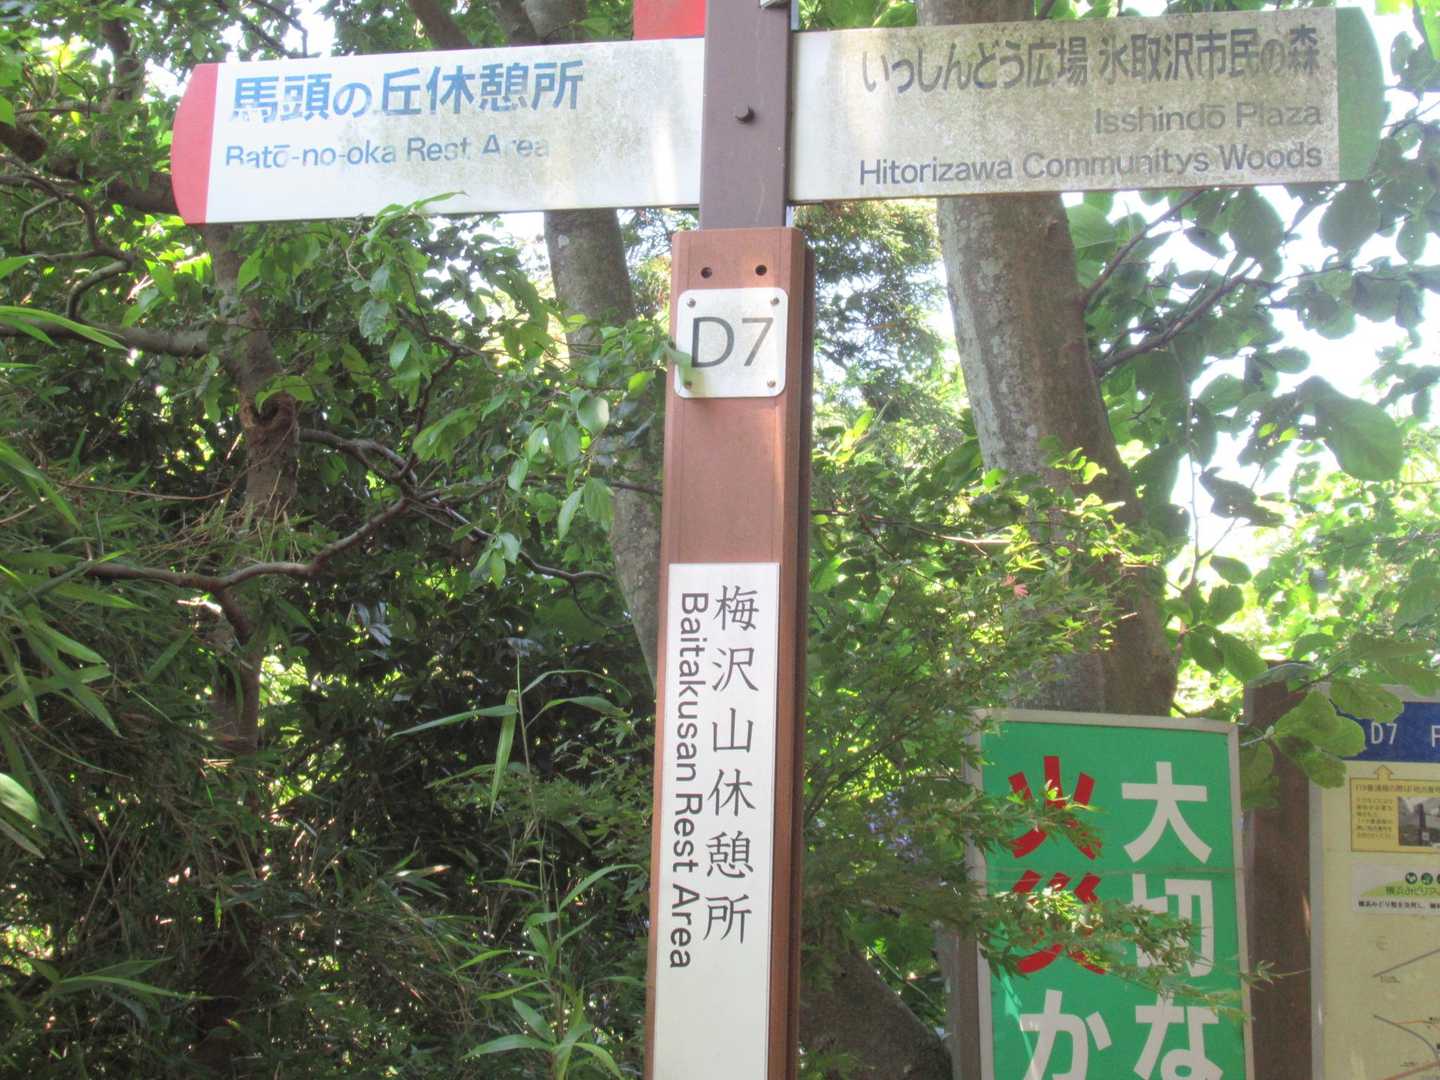 馬頭の丘休憩所
Batō-no-oka Rest Area
いっしんどう広場 氷取沢市民の森
Isshindō Plaza
Hitorizawa Communitys Woods
D7
梅沢山休憩所
Baitakusan Rest Area
大切な
火災か
D7